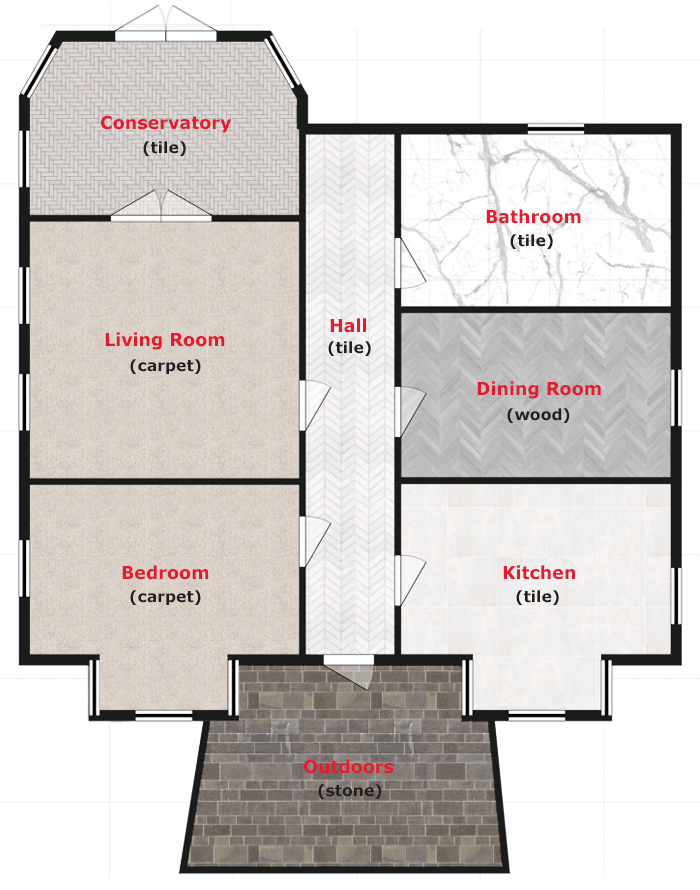 Conservatory
(tile)
Bathroom
(tile)
Living Room
(carpet)
Hall
(tile)
Dining Room
(wood)
Bedroom
(carpet)
Kitchen
(tile)
Outdoors
(stone)